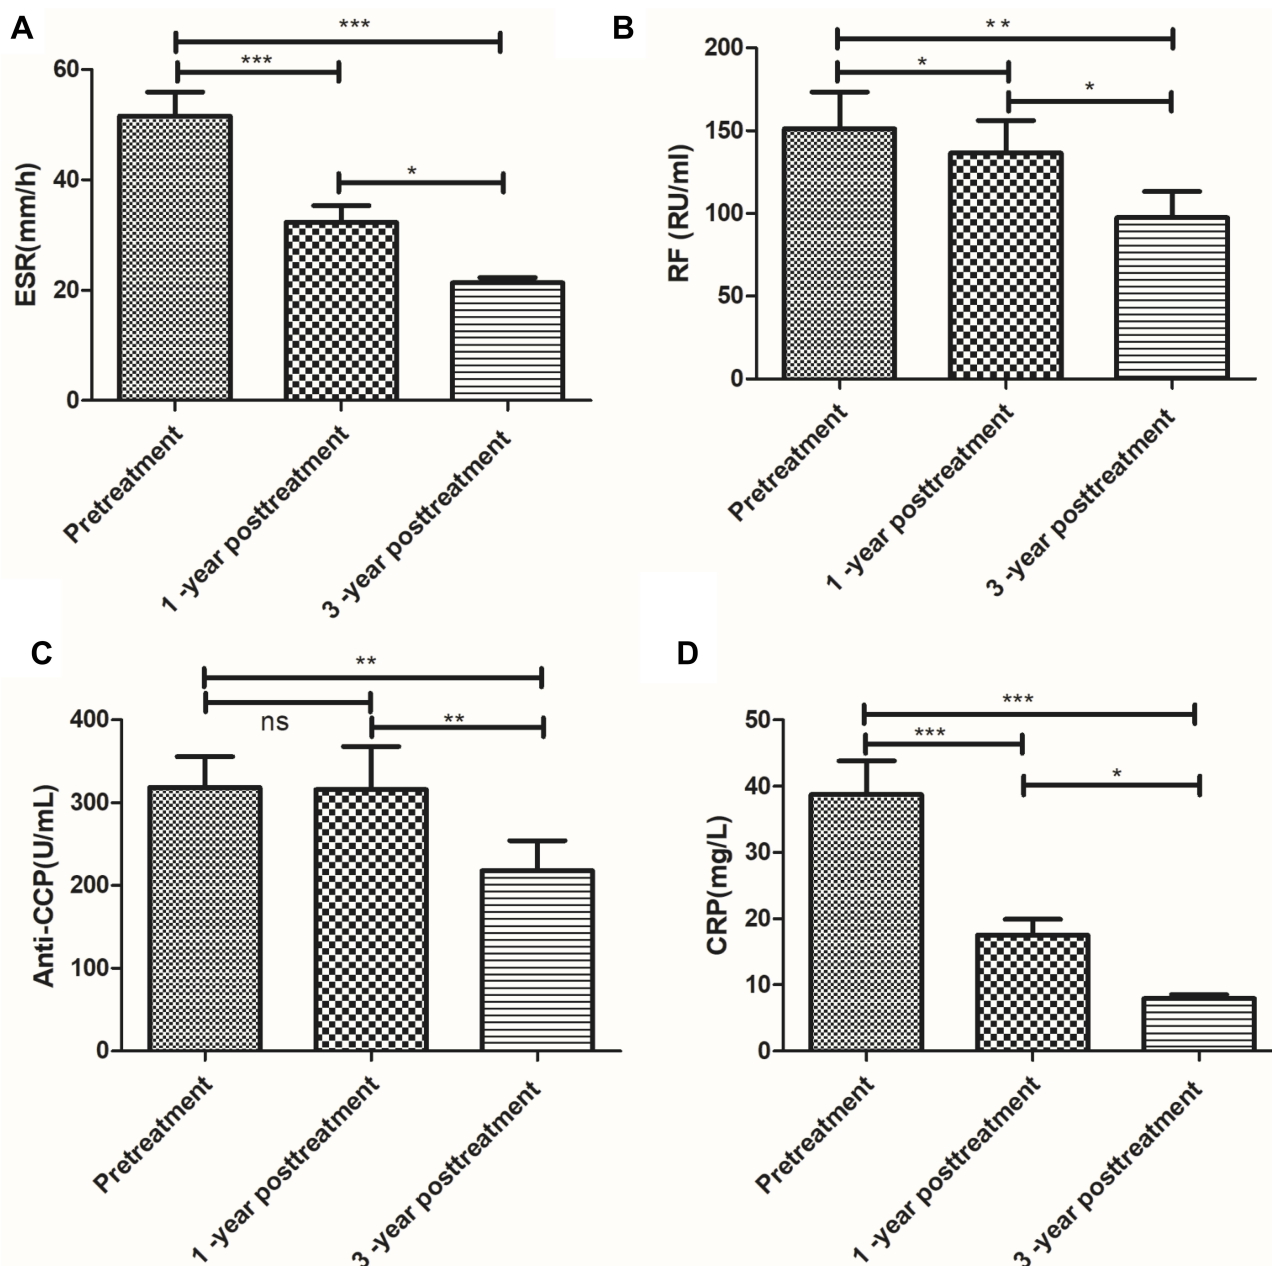 A
***
***
*
60
40
20
0
ESR(mm/h)
Pretreatment
1 -year posttreatment
3 -year posttreatment
B
* *
*
*
200
150
100
50
0
RF (RU/ml)
Pretreatment
1 -year posttreatment
3 -year posttreatment
C
**
ns
**
400
300
200
100
0
Anti-CCP(U/mL)
Pretreatment
1 -year posttreatment
3 -year posttreatment
D
***
***
*
50
40
30
20
10
0
CRP(mg/L)
Pretreatment
1 -year posttreatment
3 -year posttreatment